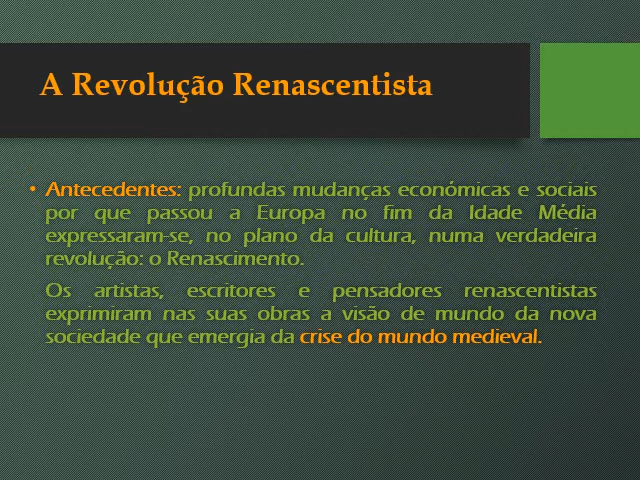 A Revolução Renascentista
• Antecedentes: profundas mudanças económicas e sociais
por que passou a Europa no fim da Idade Média
expressaram-se, no plano da cultura, numa verdadeira
revolução: o Renascimento.
Os artistas, escritores e pensadores renascentistas
exprimiram nas suas obras a visão de mundo da nova
sociedade que emergia da crise do mundo medieval.